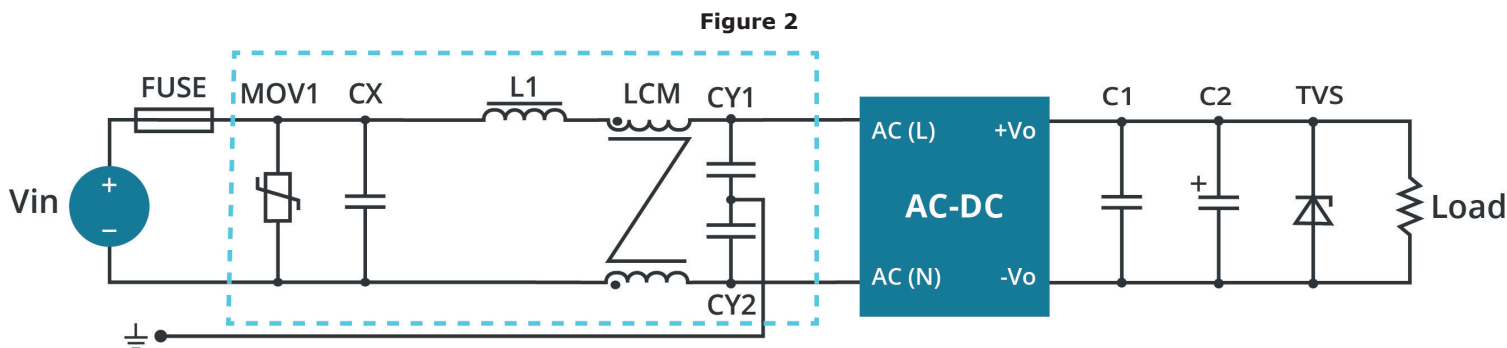 Figure 2
FUSE
MOV1
CX
L1
LCM
CY1
C1
C2
TVS
AC (L)
+Vo
Vin
+
–
AC-DC
+
Load
AC (N)
-Vo
CY2